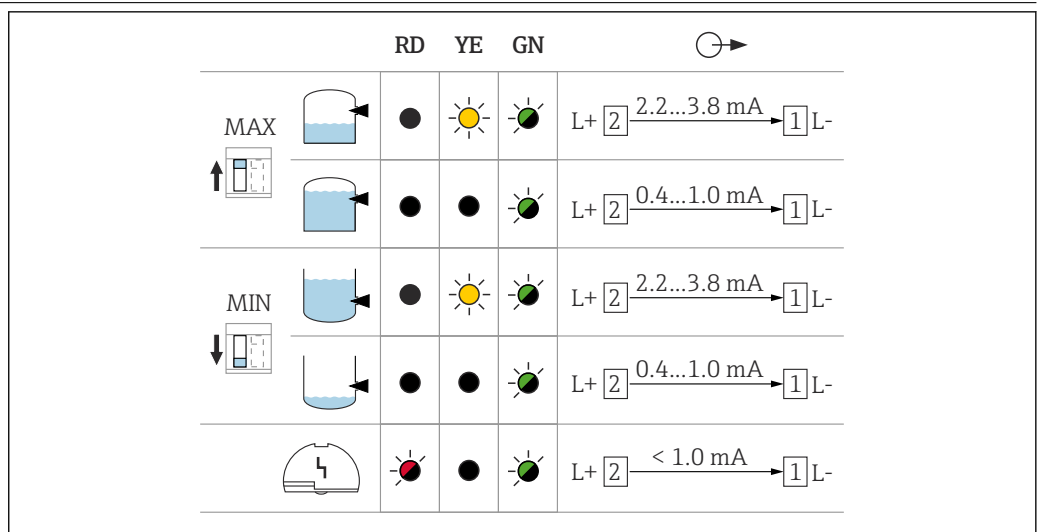 RD YE GN
MAX
L+ 2 2.2...3.8 mA 1 L-
L+ 2 0.4...1.0 mA 1 L-
MIN
L+ 2 2.2...3.8 mA 1 L-
L+ 2 0.4...1.0 mA 1 L-
L+ 2 < 1.0 mA 1 L-